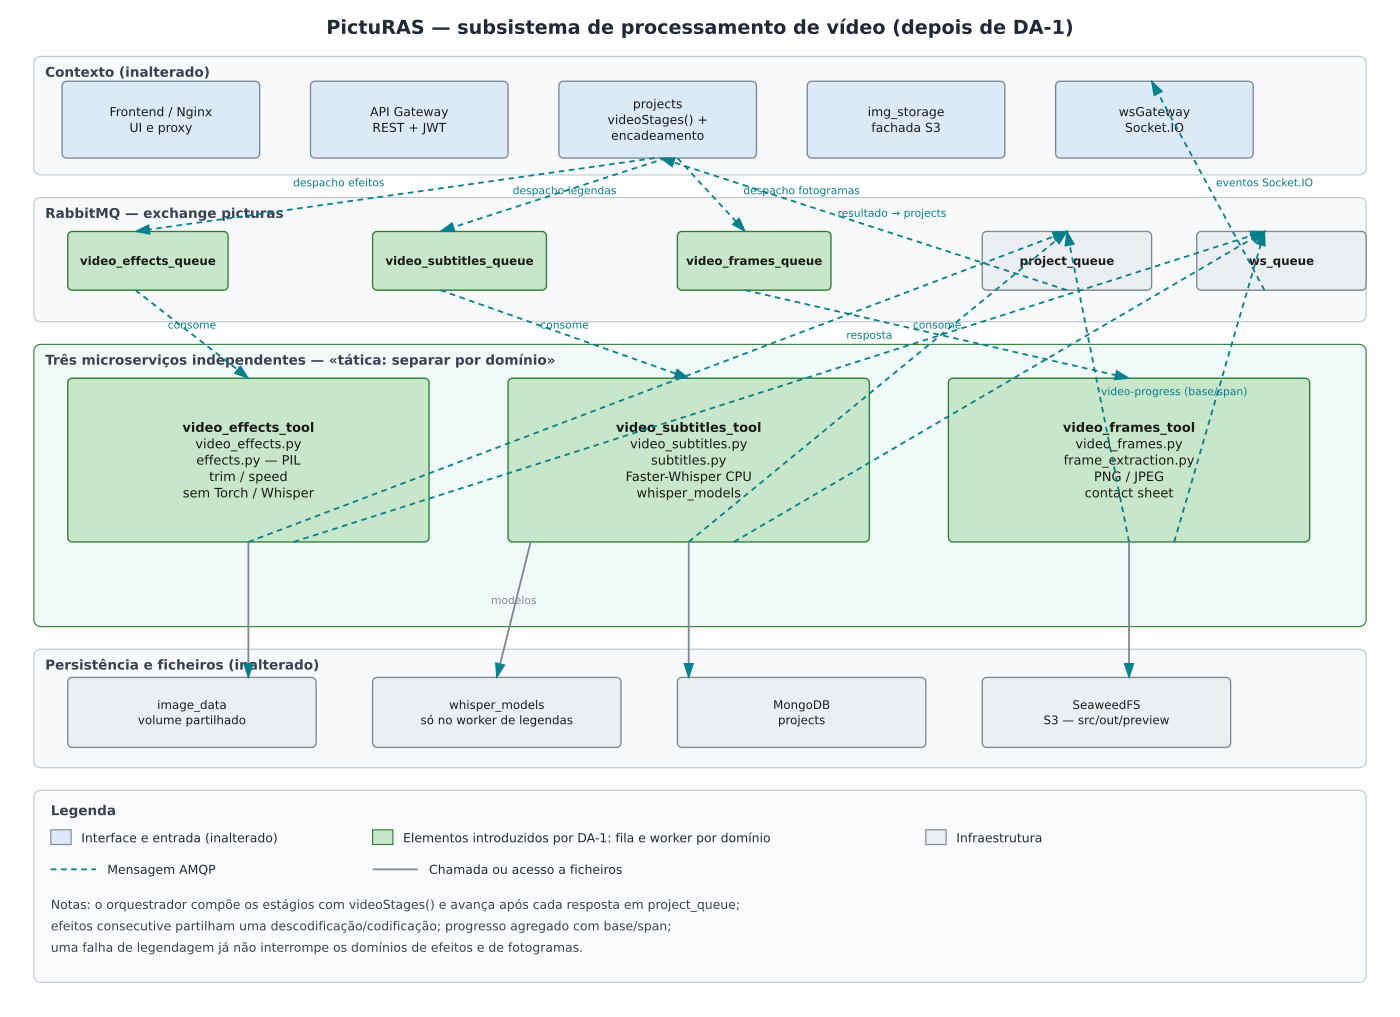 PictuRAS — subsistema de processamento de vídeo (depois de DA-1)
Contexto (inalterado)
Frontend / Nginx
UI e proxy
API Gateway
REST + JWT
projects
videoStages() +
encadeamento
img_storage
fachada S3
wsGateway
Socket.IO
despacho efeitos
despacho legendas
despacho fotogramas
eventos Socket.IO
RabbitMQ — exchange picturas
resultado → projects
video_effects_queue
video_subtitles_queue
video_frames_queue
project_queue
ws_queue
consome
consome
consome
resposta
Três microserviços independentes — «tática: separar por domínio»
video-progress (base/span)
video_effects_tool
video_effects.py
effects.py — PIL
trim / speed
sem Torch / Whisper
video_subtitles_tool
video_subtitles.py
subtitles.py
Faster-Whisper CPU
whisper_models
video_frames_tool
video_frames.py
frame_extraction.py
PNG / JPEG
contact sheet
modelos
Persistência e ficheiros (inalterado)
image_data
volume partilhado
whisper_models
só no worker de legendas
MongoDB
projects
SeaweedFS
S3 — src/out/preview
Legenda
Interface e entrada (inalterado)
Elementos introduzidos por DA-1: fila e worker por domínio
Infraestrutura
Mensagem AMQP
Chamada ou acesso a ficheiros
Notas: o orquestrador compõe os estágios com videoStages() e avança após cada resposta em project_queue;
efeitos consecutive partilham uma descodificação/codificação; progresso agregado com base/span;
uma falha de legendagem já não interrompe os domínios de efeitos e de fotogramas.